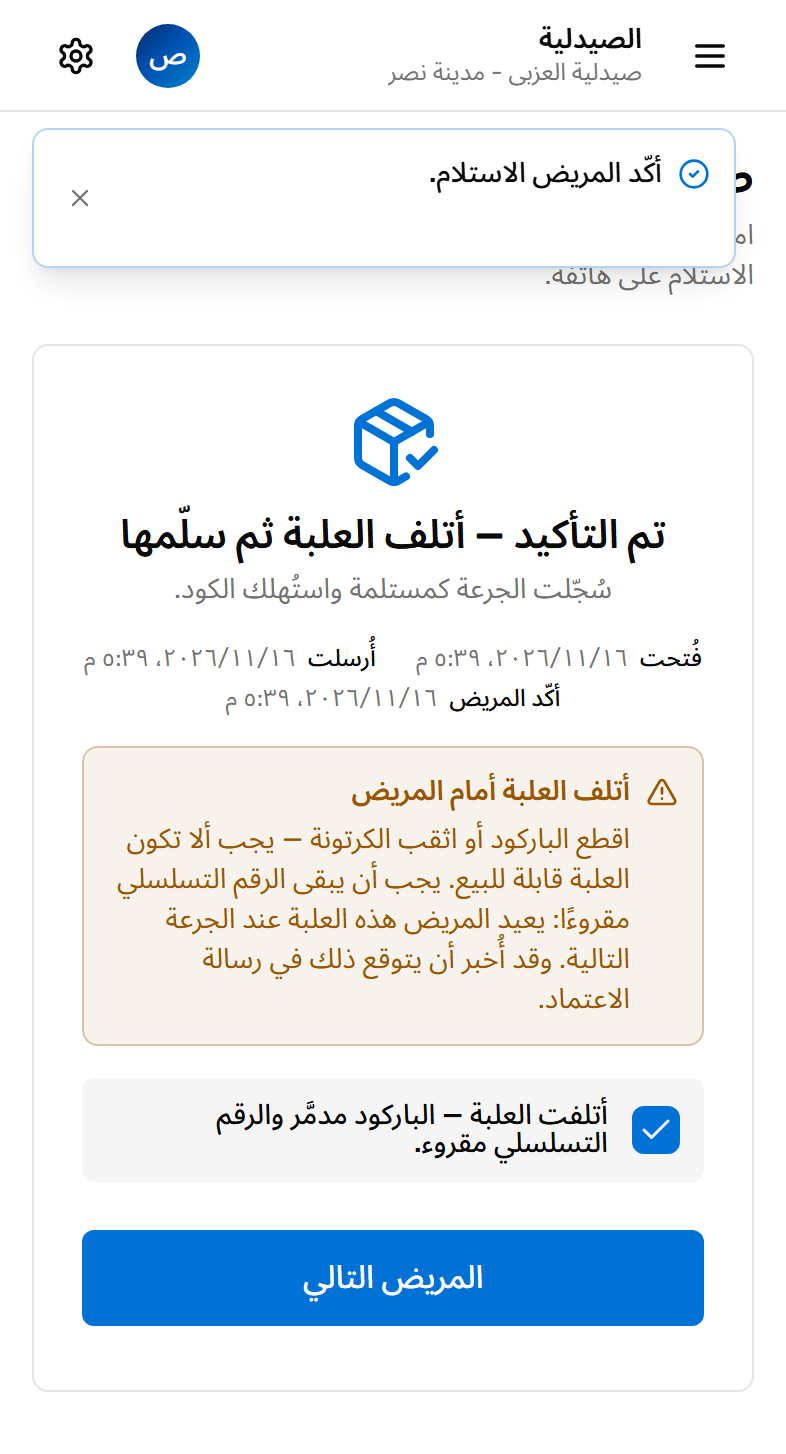 الصيدلية
صيدلية العزبى - مدينة نصر
ص
أكّد المريض الاستلام.
الاستلام على هاتفه.
تم التأكيد — أتلف العلبة ثم سلّمها
سُجّلت الجرعة كمستلمة واستُهلك الكود.
فُتحت ٢٠٢٦/١١/١٦، ٥:٣٩ م أُرسلت ٢٠٢٦/١١/١٦، ٥:٣٩ م
أكّد المريض ٢٠٢٦/١١/١٦، ٥:٣٩ م
أتلف العلبة أمام المريض
اقطع الباركود أو اثقب الكرتونة — يجب ألا تكون
العلبة قابلة للبيع. يجب أن يبقى الرقم التسلسلي
مقروءًا: يعيد المريض هذه العلبة عند الجرعة
التالية. وقد أُخبر أن يتوقع ذلك في رسالة
الاعتماد.
أتلفت العلبة — الباركود مدمَّر والرقم
التسلسلي مقروء.
المريض التالي